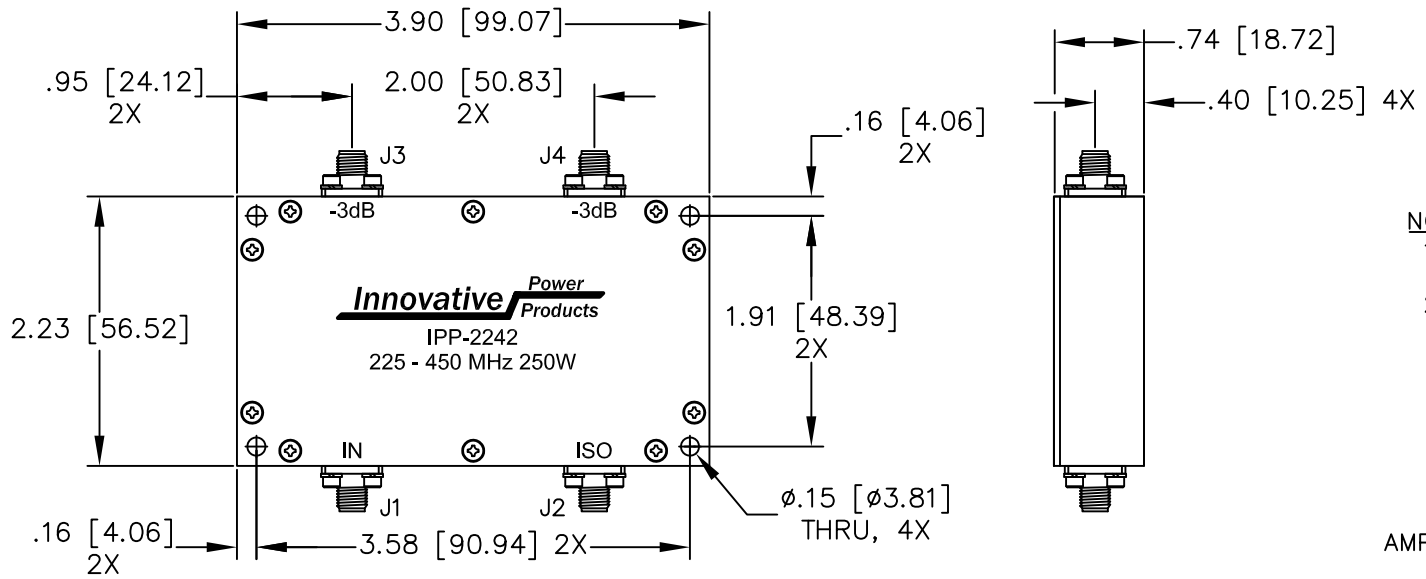 3.90 [99.07]
.74 [18.72]
.95 [24.12]
2X
2.00 [50.83]
2X
.40 [10.25] 4X
.16 [4.06]
2X
J3
J4
-3dB
-3dB
Innovative Power Products
IPP-2242
225 - 450 MHz 250W
2.23 [56.52]
1.91 [48.39]
2X
IN
ISO
J1
J2
ø.15 [ø3.81]
THRU, 4X
.16 [4.06]
2X
3.58 [90.94] 2X